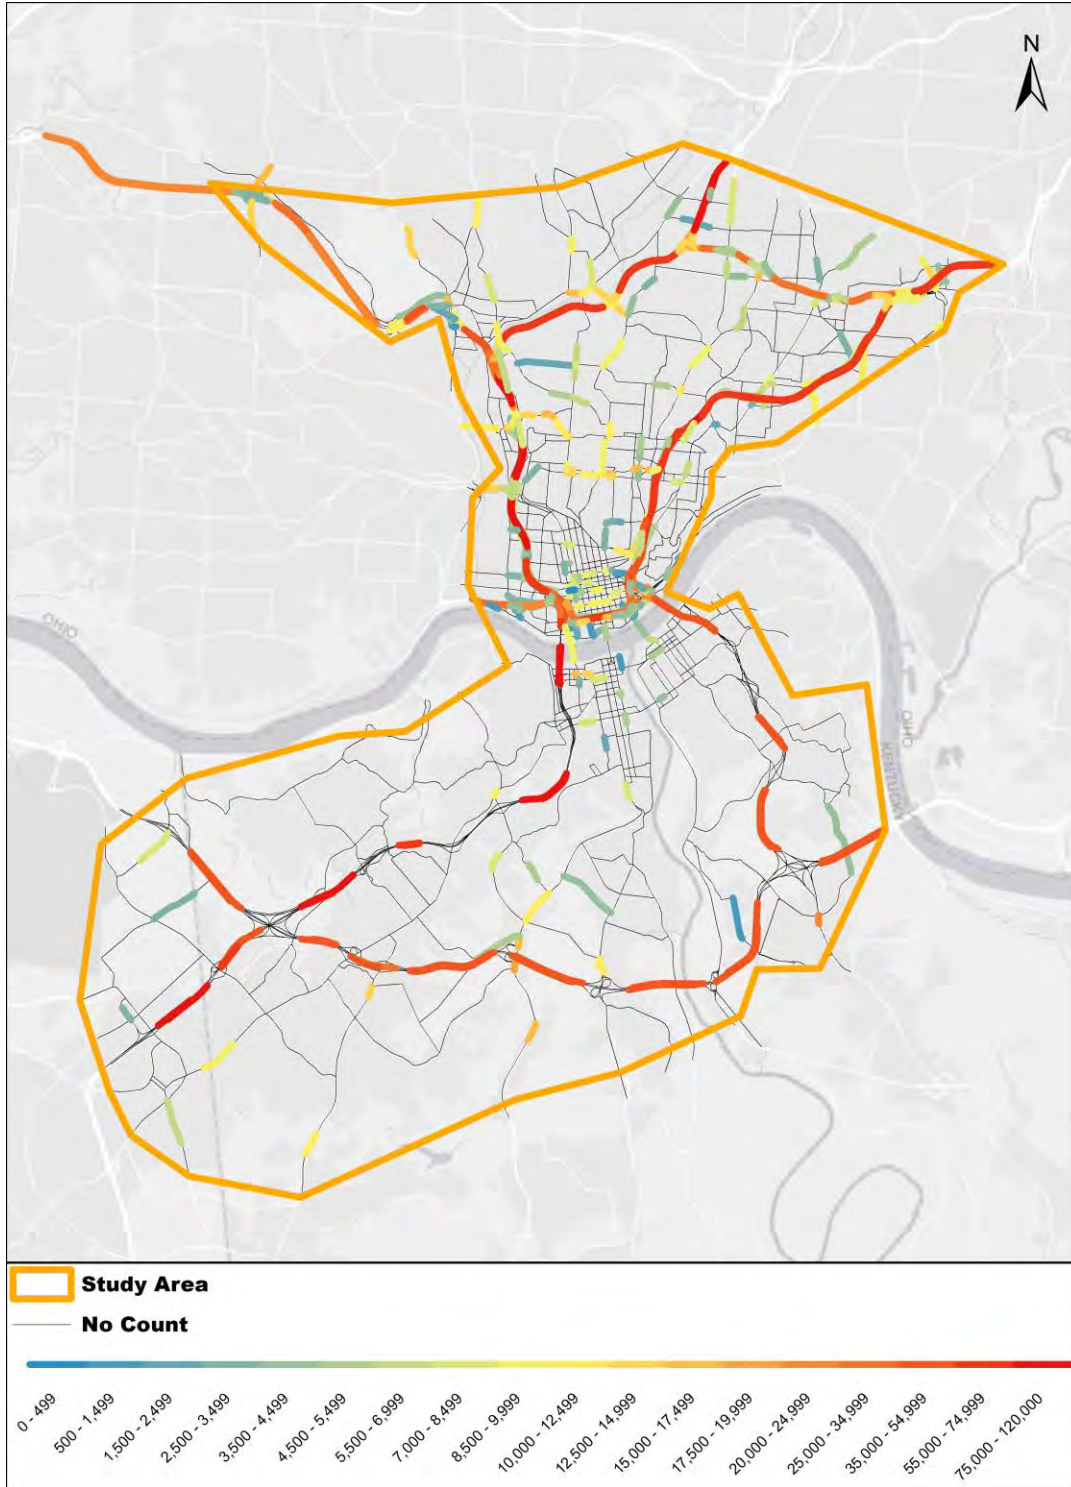 N
OHIO
OHIO
KENTUCKY
Study Area
No Count
0 - 499
500 - 1,499
1,500 - 2,499
2,500 - 3,499
3,500 - 4,499
4,500 - 5,499
5,500 - 6,999
7,000 - 8,499
8,500 - 9,999
10,000 - 12,499
12,500 - 14,999
15,000 - 17,499
17,500 - 19,999
20,000 - 24,999
25,000 - 34,999
35,000 - 54,999
55,000 - 74,999
75,000 - 120,000